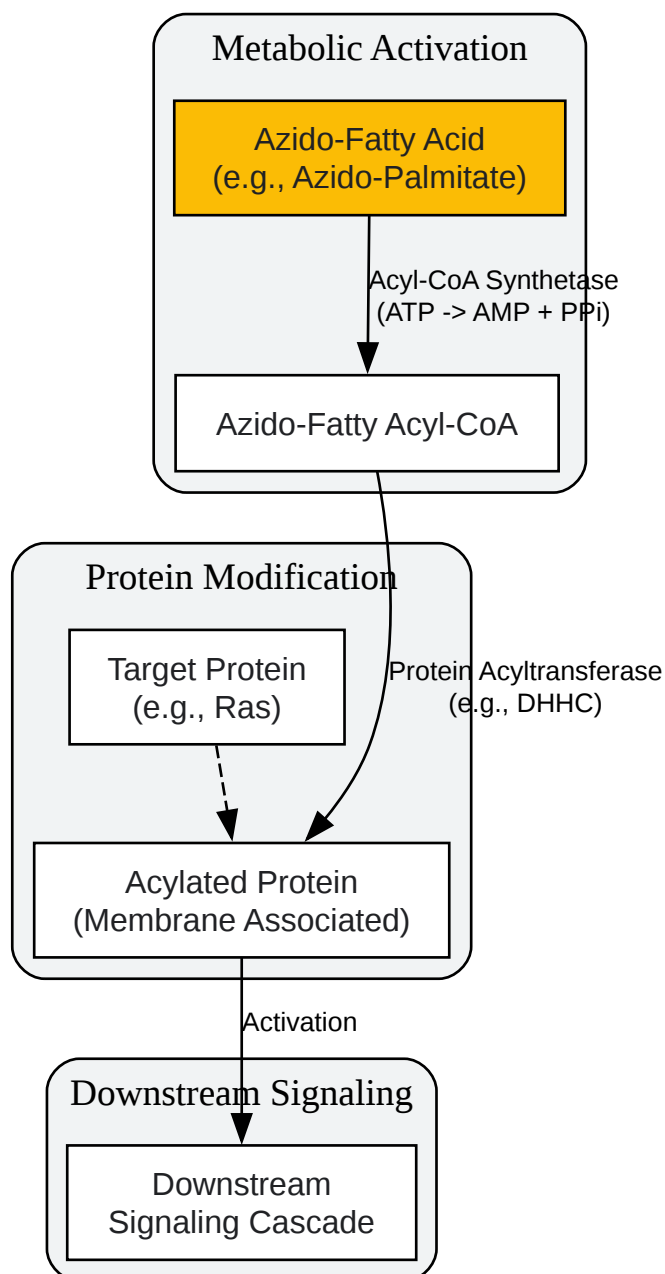 Metabolic Activation
Azido-Fatty Acid
(e.g., Azido-Palmitate)
Acyl-CoA Synthetase
(ATP -> AMP + PPi)
Azido-Fatty Acyl-CoA
Protein Modification
Target Protein
(e.g., Ras)
Protein Acyltransferase
(e.g., DHHC)
Acylated Protein
(Membrane Associated)
Activation
Downstream Signaling
Downstream
Signaling Cascade